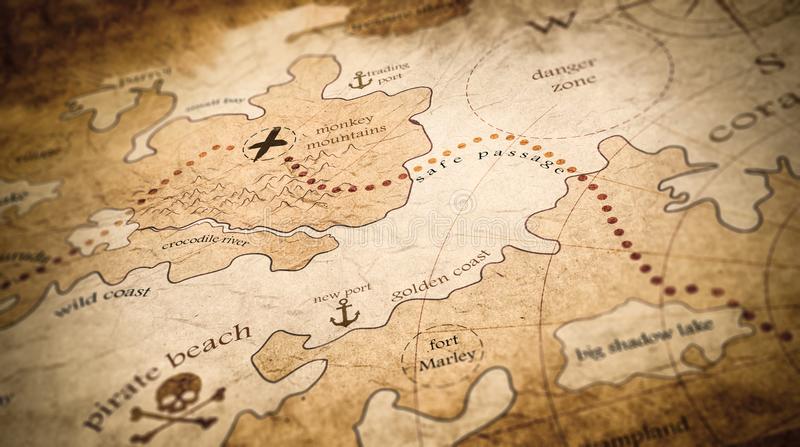 W
S
trading
port
danger
zone
small bay
monkey
mountains
X
safe passage
crocodile river
golden coast
new port
wild coast
pirate beach
fort
Marley
big shadow lake
dreamstime